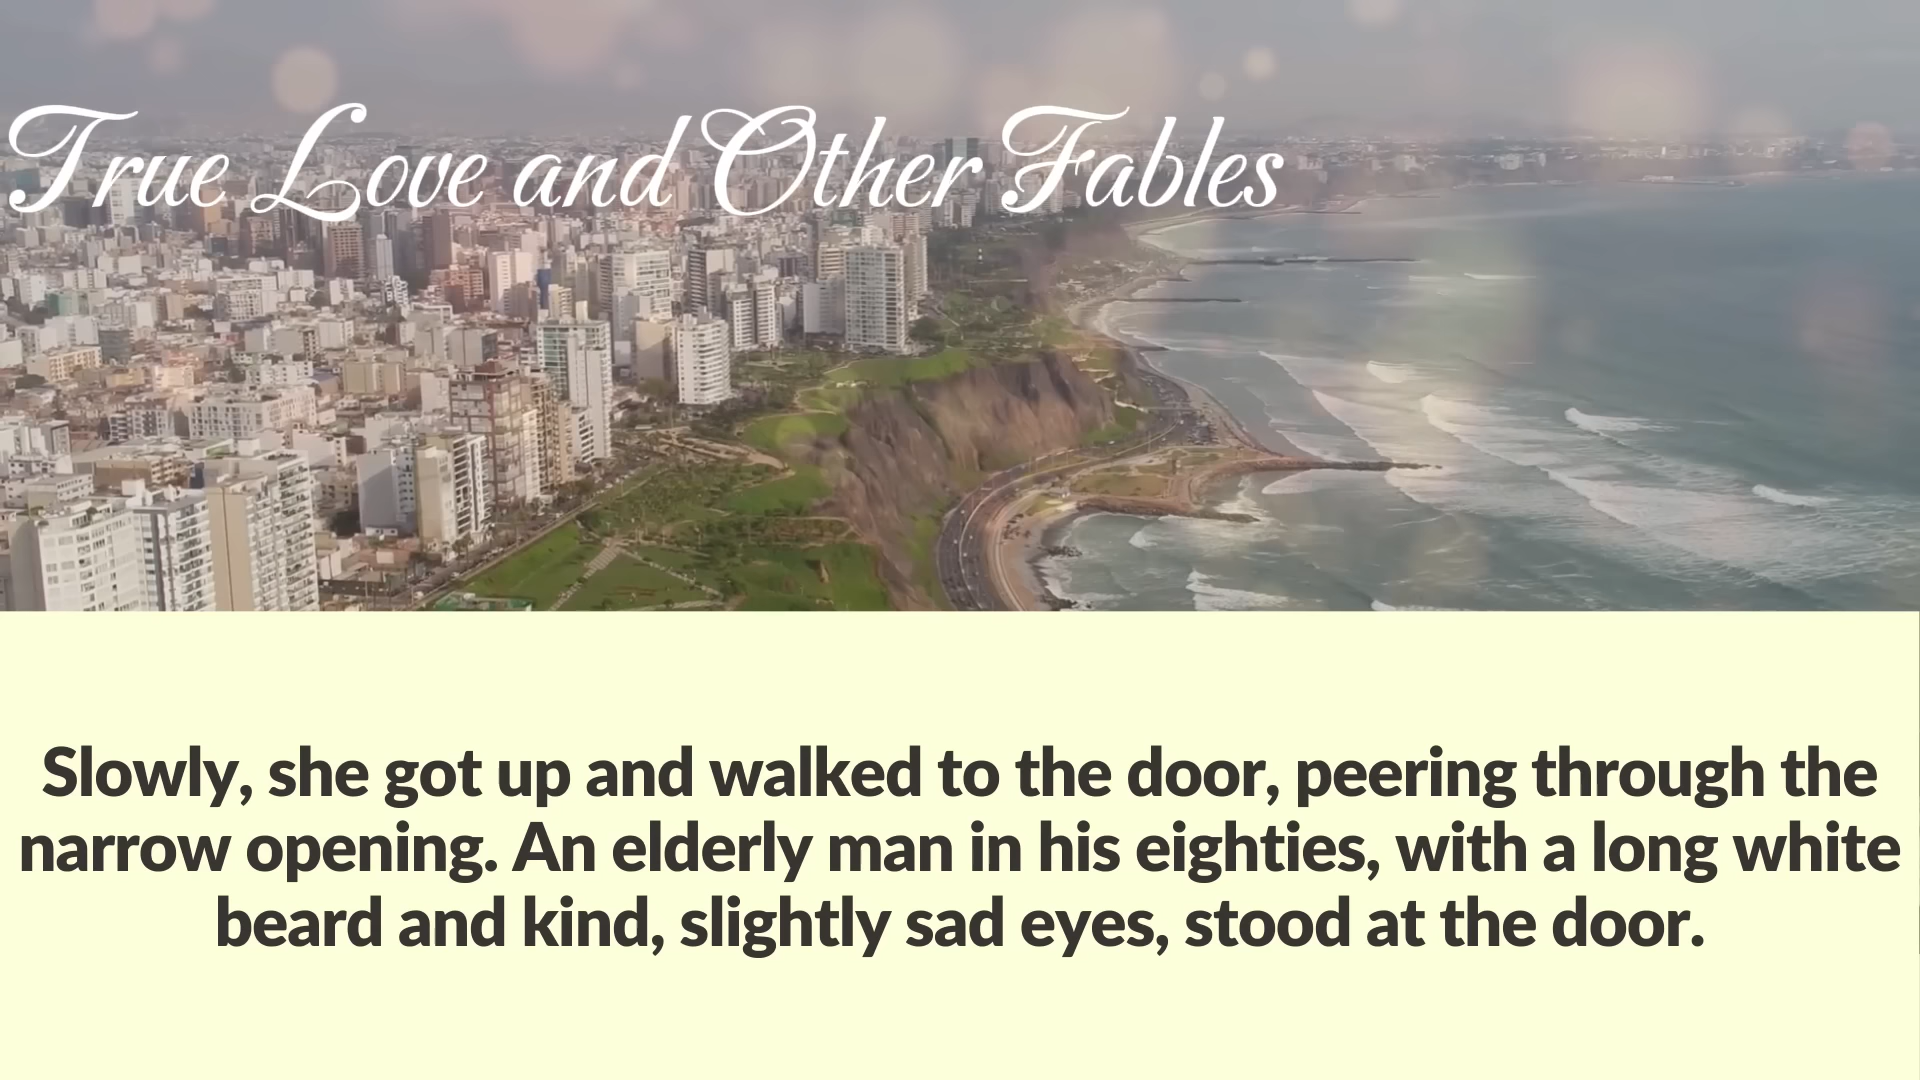 True Love and Other Fables
Slowly, she got up and walked to the door, peering through the
narrow opening. An elderly man in his eighties, with a long white
beard and kind, slightly sad eyes, stood at the door.